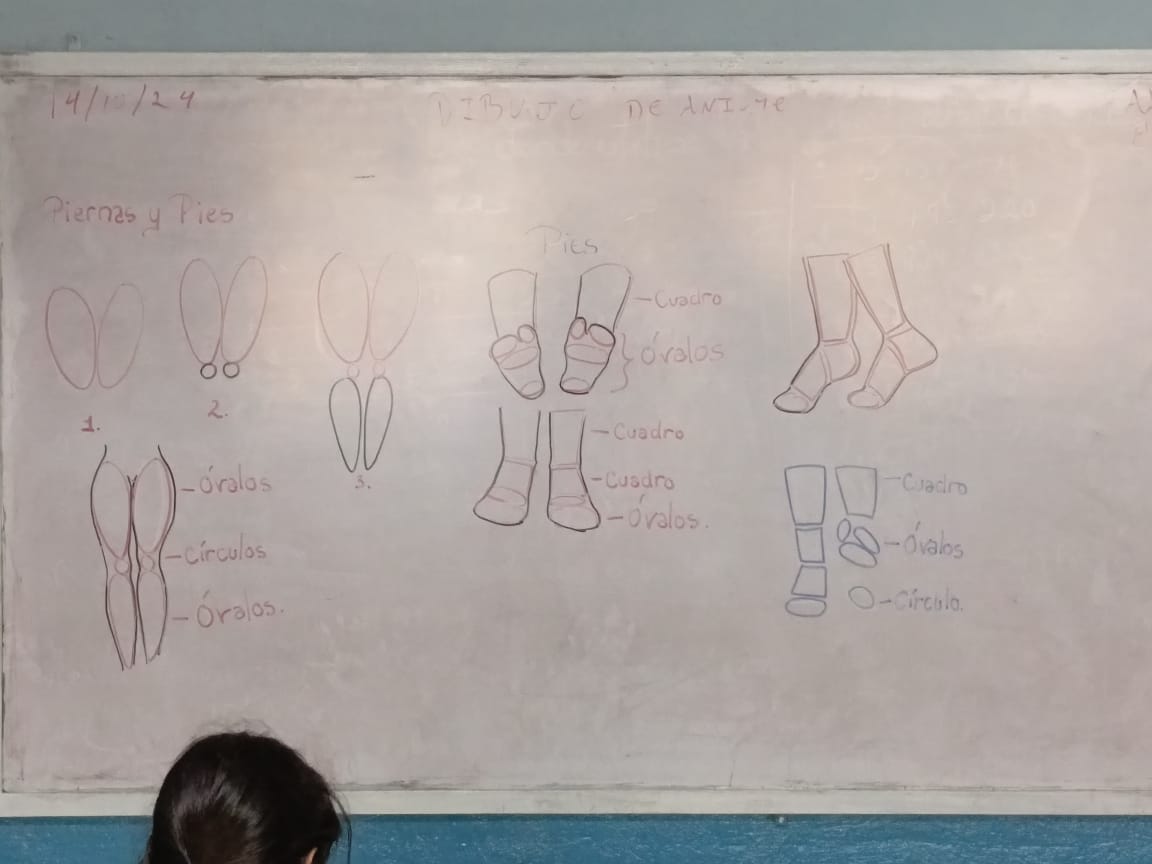 14/10/24
DIBUJO DE ANIME
Piernas y Pies
1.
2.
3.
-Óvalos
-Círculos
-Óvalos.
Pies
-Cuadro
Óvalos
-Cuadro
-Cuadro
-Óvalos.
-Cuadro
-Óvalos
-Círculo.